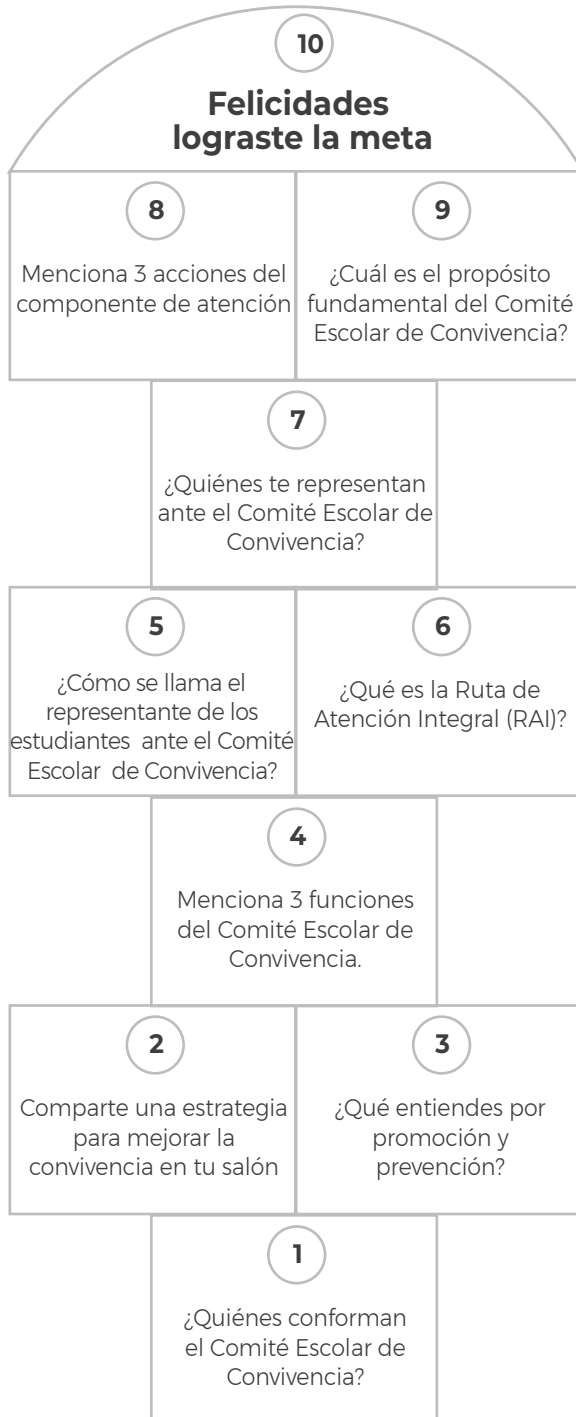 10
Felicidades
lograste la meta
8
Menciona 3 acciones del
componente de atención
9
¿Cuál es el propósito
fundamental del Comité
Escolar de Convivencia?
7
¿Quiénes te representan
ante el Comité Escolar de
Convivencia?
5
¿Cómo se llama el
representante de los
estudiantes ante el Comité
Escolar de Convivencia?
6
¿Qué es la Ruta de
Atención Integral (RAI)?
4
Menciona 3 funciones
del Comité Escolar de
Convivencia.
2
Comparte una estrategia
para mejorar la
convivencia en tu salón
3
¿Qué entiendes por
promoción y
prevención?
1
¿Quiénes conforman
el Comité Escolar de
Convivencia?